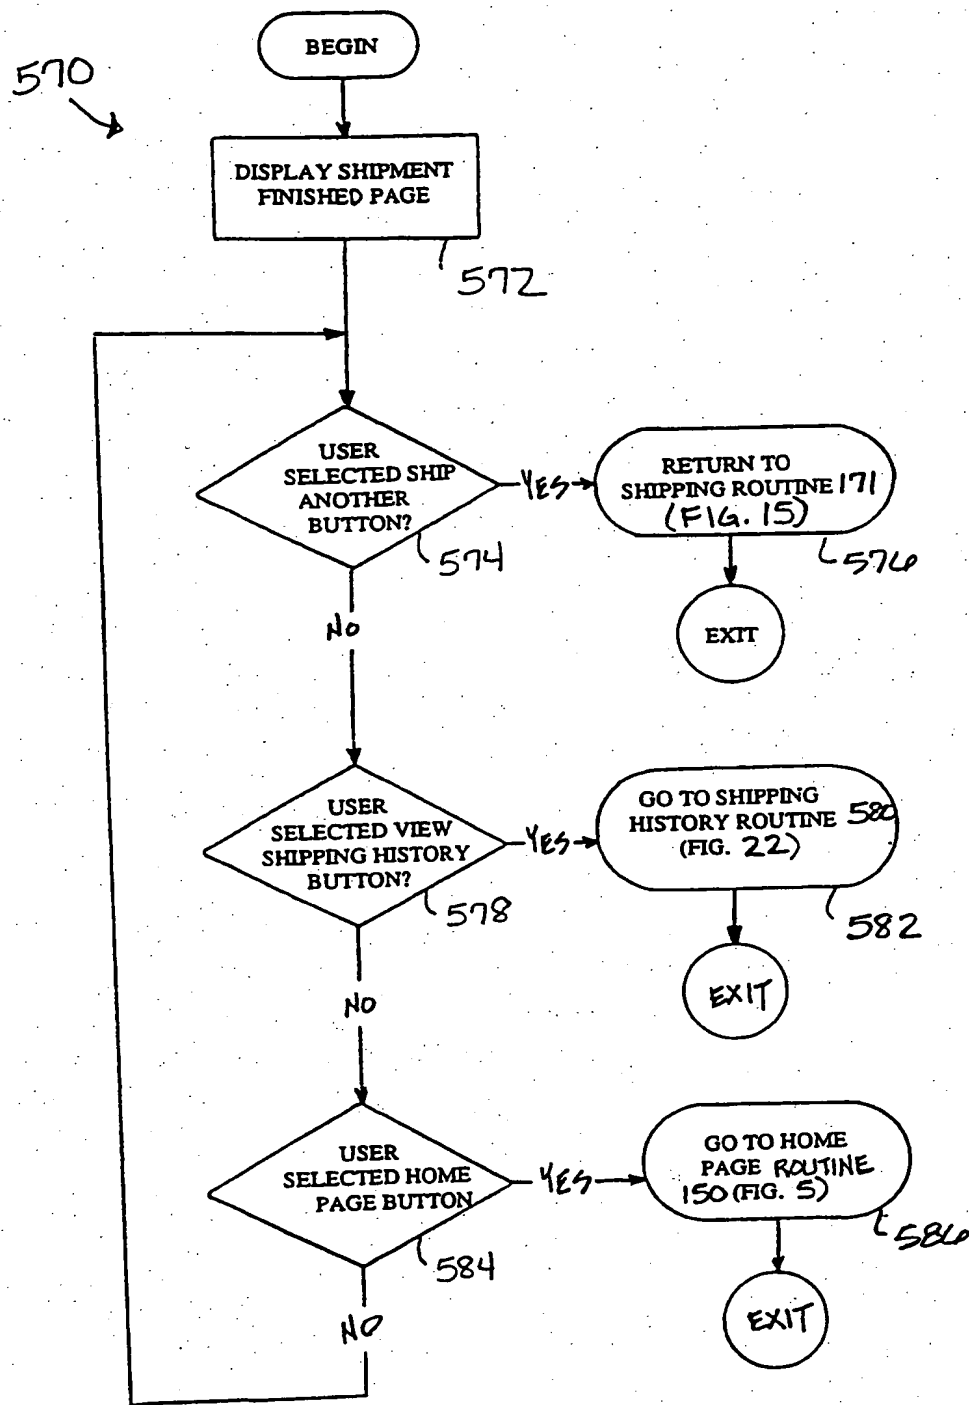 BEGIN
570
DISPLAY SHIPMENT
FINISHED PAGE
572
USER
SELECTED SHIP
ANOTHER
BUTTON?
574
YES
RETURN TO
SHIPPING ROUTINE 171
(FIG. 15)
576
EXIT
NO
USER
SELECTED VIEW
SHIPPING HISTORY
BUTTON?
578
YES
GO TO SHIPPING
HISTORY ROUTINE 580
(FIG. 22)
582
EXIT
NO
USER
SELECTED HOME
PAGE BUTTON
584
YES
GO TO HOME
PAGE ROUTINE
150 (FIG. 5)
586
EXIT
NO